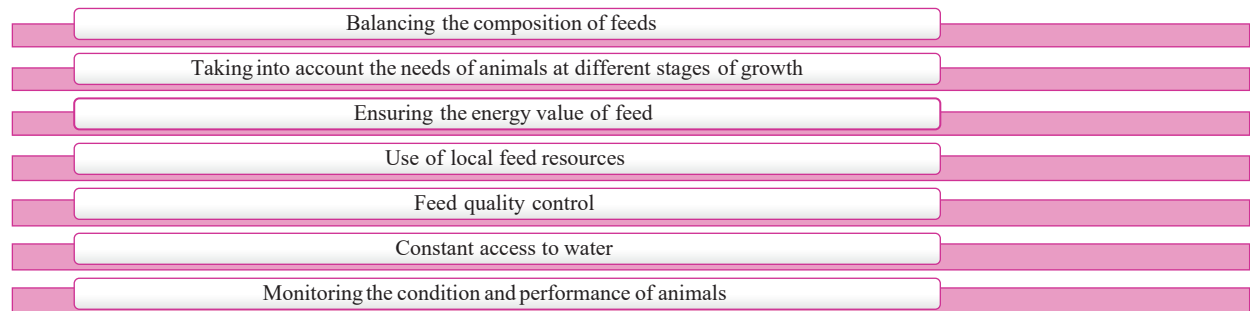 Balancing the composition of feeds
Taking into account the needs of animals at different stages of growth
Ensuring the energy value of feed
Use of local feed resources
Feed quality control
Constant access to water
Monitoring the condition and performance of animals